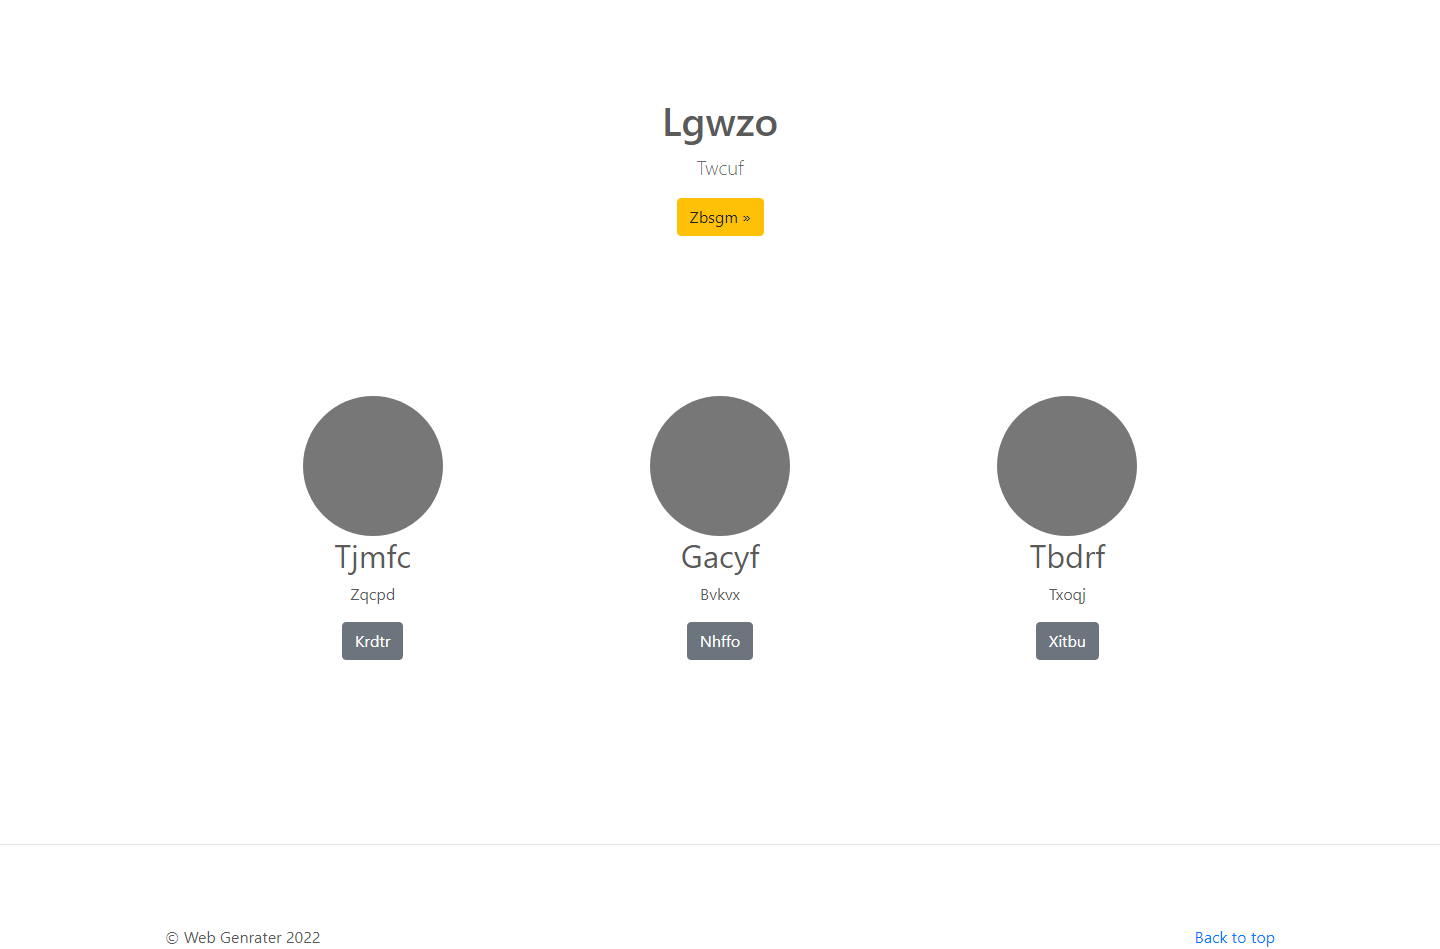 Lgwzo
Twcuf
Zbsgm »
Tjmfc
Zqcpd
Krdtr
Gacyf
Bvkvx
Nhffo
Tbdrf
Txoqj
Xitbu
© Web Genrater 2022
Back to top